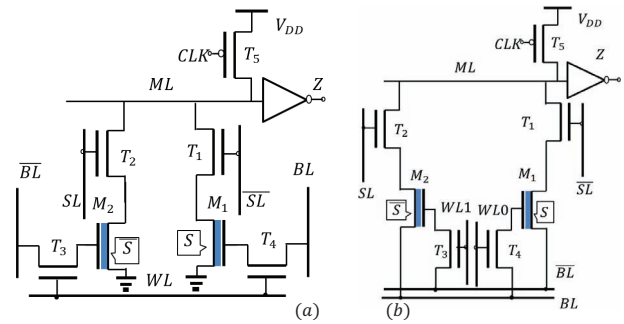 V_DD
CLK
T_5
ML
Z
T_2
T_1
\overline{BL}
SL
M_2
\overline{SL}
M_1
BL
\overline{S}
S
T_3
T_4
WL
(a)
V_DD
CLK
T_5
ML
Z
T_2
T_1
SL
M_2
M_1
\overline{SL}
\overline{S}
WL1
WL0
S
T_3
T_4
\overline{BL}
BL
(b)